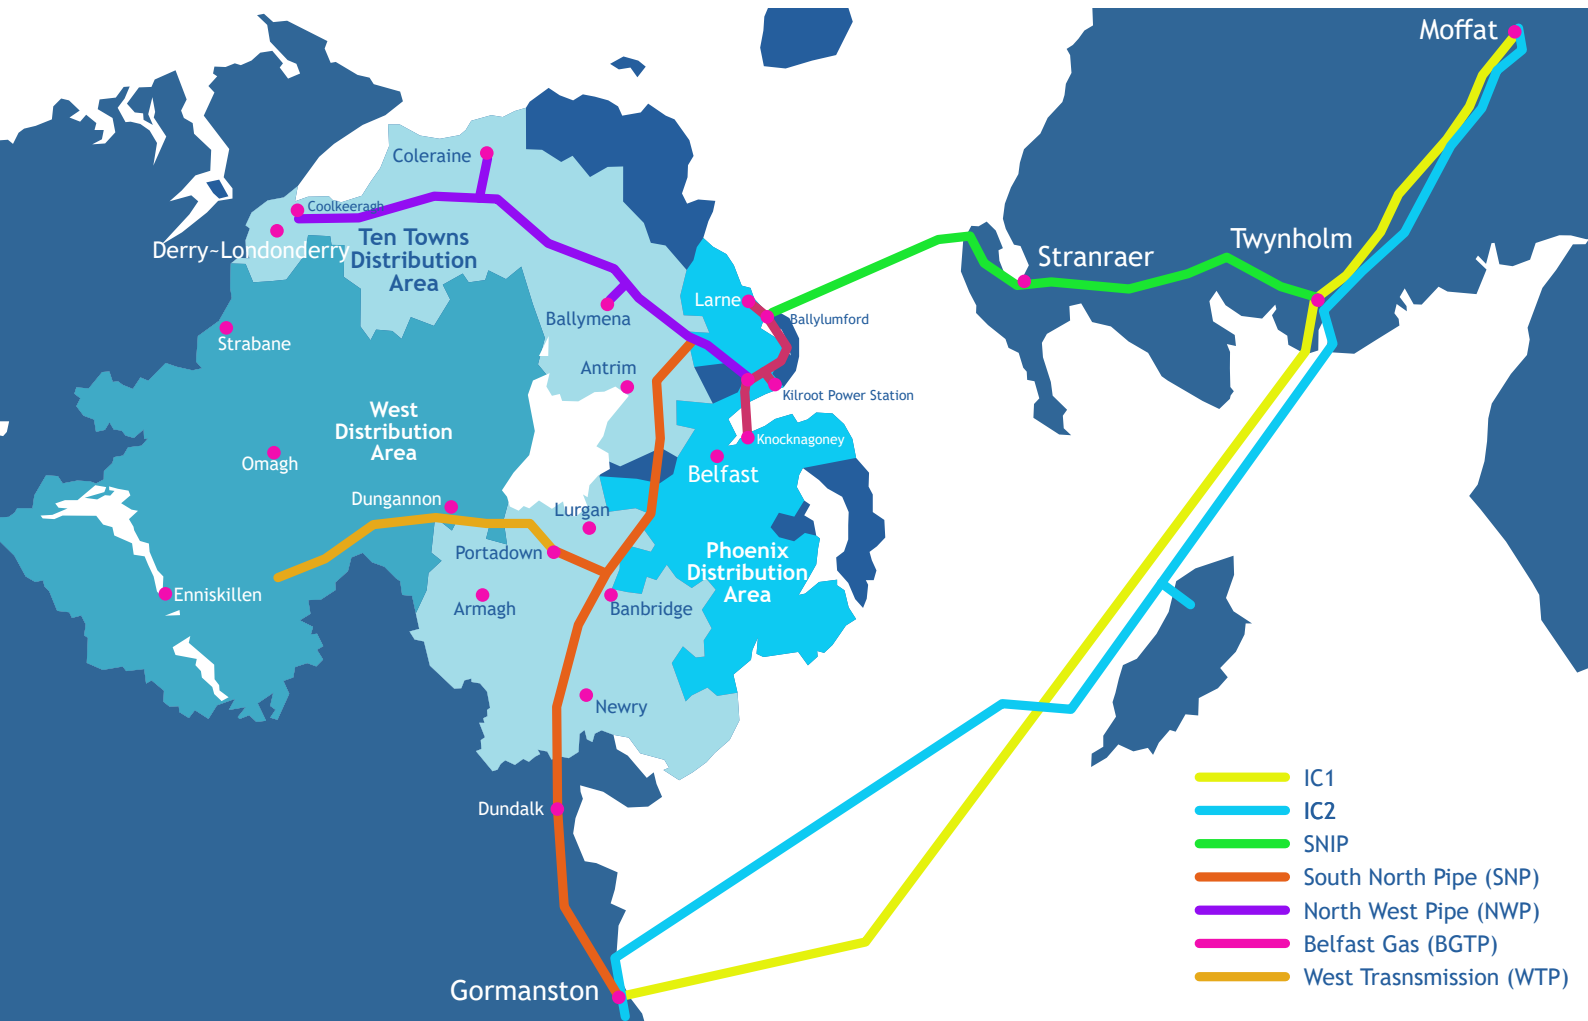 Moffat
Coleraine
Coolkeeragh
Derry~Londonderry
Ten Towns
Distribution
Area
Twynholm
Stranraer
Larne
Ballymena
Ballylumford
Strabane
Antrim
Kilroot Power Station
West
Distribution
Area
Knocknagoney
Omagh
Belfast
Dungannon
Lurgan
Portadown
Phoenix
Distribution
Area
Enniskillen
Armagh
Banbridge
Newry
Dundalk
Gormanston
IC1
IC2
SNIP
South North Pipe (SNP)
North West Pipe (NWP)
Belfast Gas (BGTP)
West Trasnsmission (WTP)